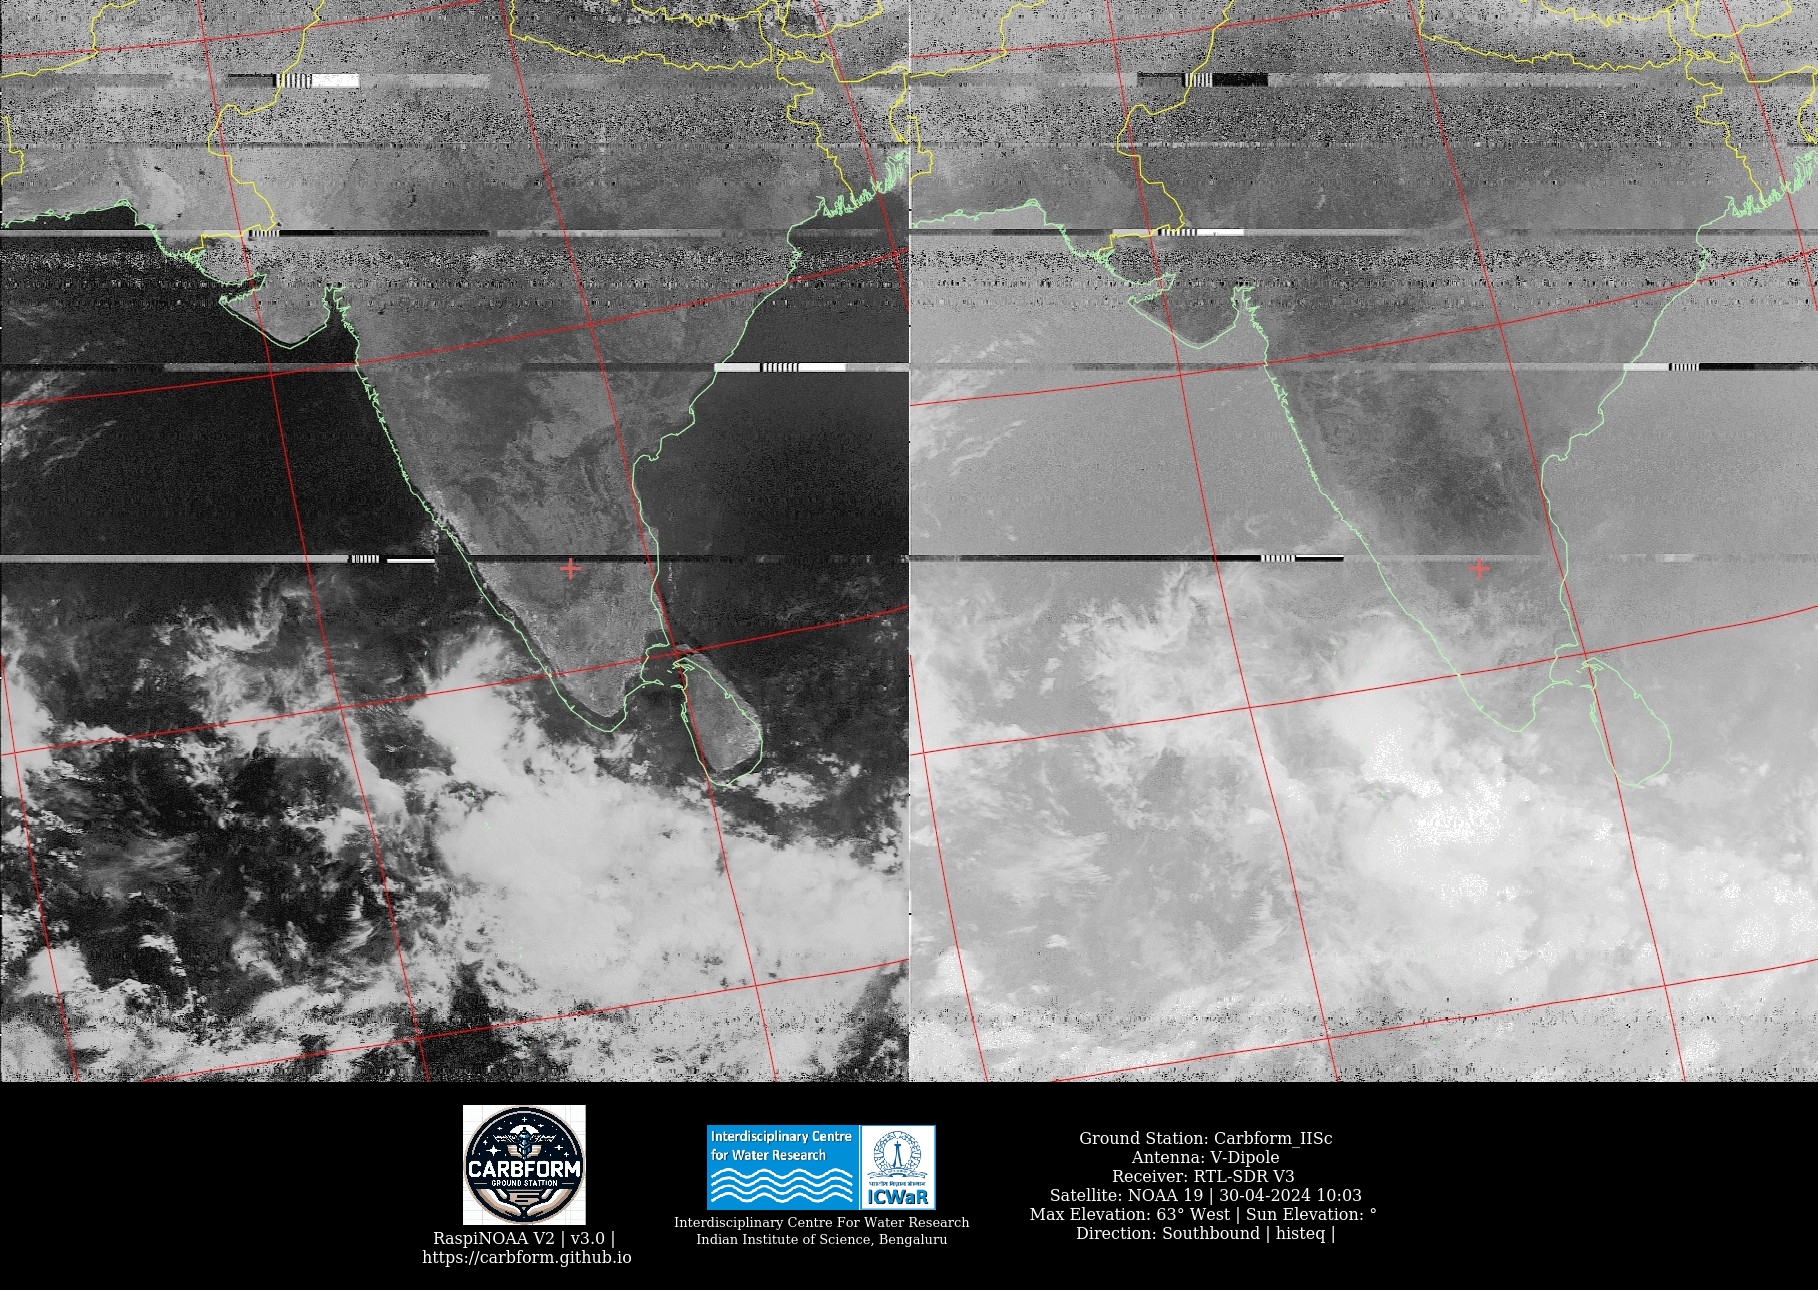 CARBFORM
GROUND STATTION
RaspiNOAA V2 | v3.0 |
https://carbform.github.io
Interdisciplinary Centre
for Water Research
ICWaR
Interdisciplinary Centre For Water Research
Indian Institute of Science, Bengaluru
Ground Station: Carbform_IISc
Antenna: V-Dipole
Receiver: RTL-SDR V3
Satellite: NOAA 19 | 30-04-2024 10:03
Max Elevation: 63° West | Sun Elevation: °
Direction: Southbound | histeq |